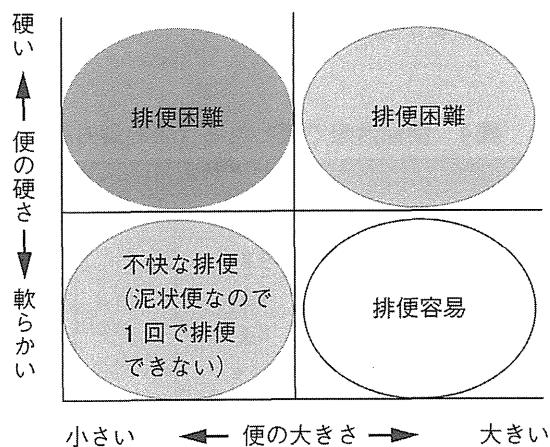 硬い
便の硬さ
軟らかい
排便困難
排便困難
不快な排便
(泥状便なので
1回で排便
できない)
排便容易
小さい
便の大きさ
大きい